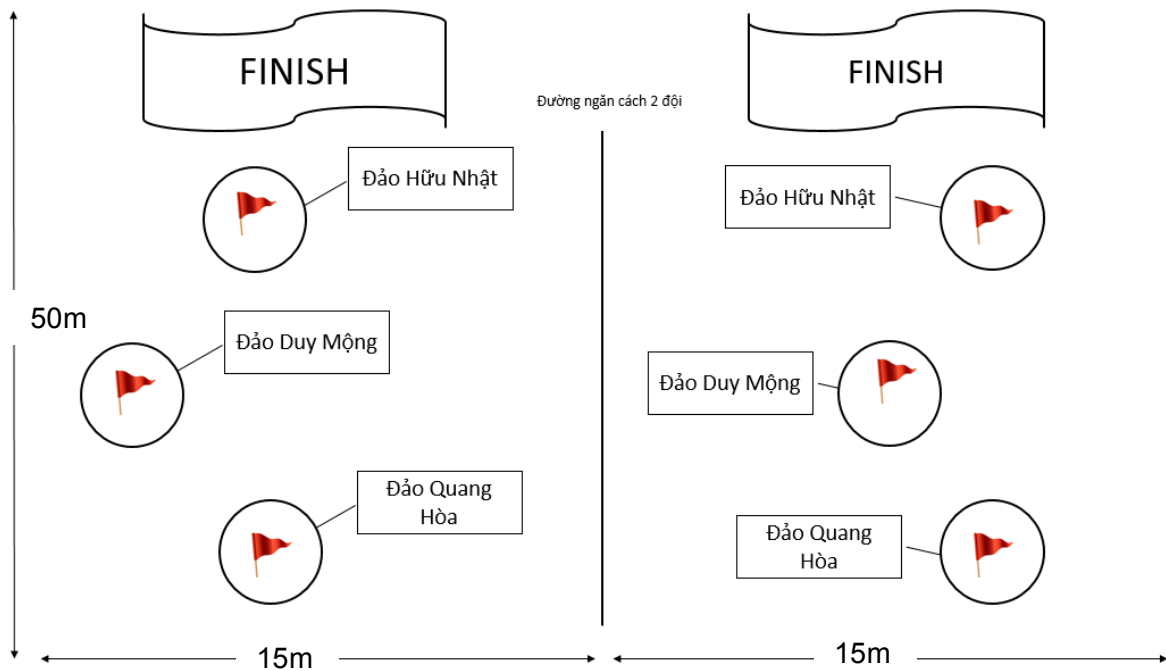 FINISH
FINISH
Đường ngăn cách 2 đội
Đảo Hữu Nhật
Đảo Hữu Nhật
50m
Đảo Duy Mộng
Đảo Duy Mộng
Đảo Quang
Hòa
Đảo Quang
Hòa
15m
15m